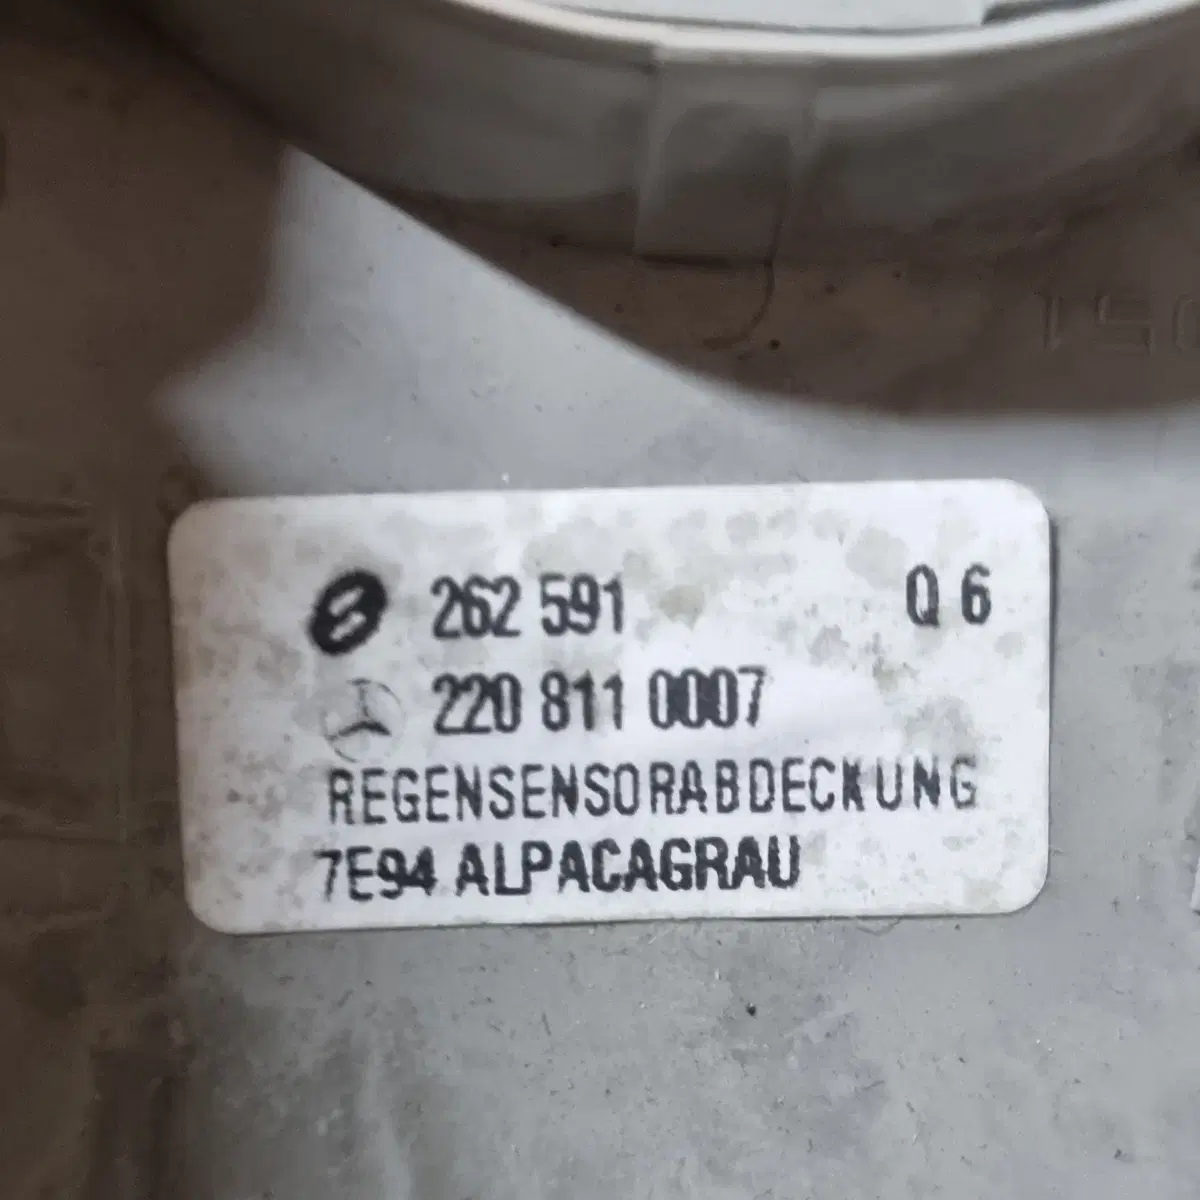 262 591 Q 6
220 811 0007
REGENSENSORABDECKUNG
7E94 ALPACAGRAU